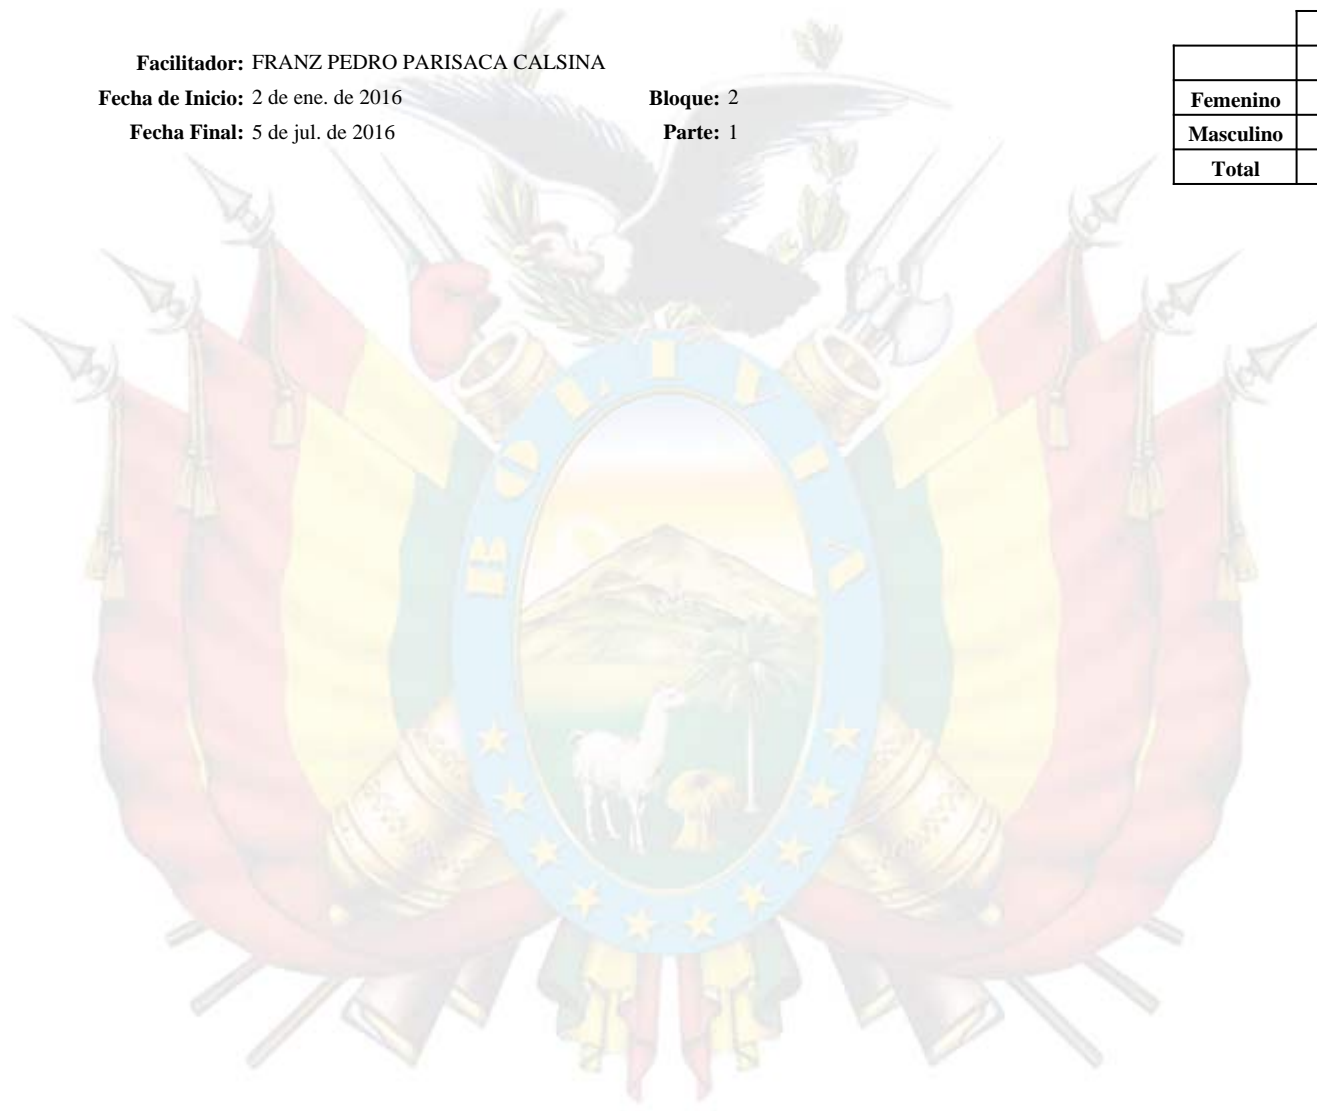 Facilitador: FRANZ PEDRO PARISACA CALSINA
Fecha de Inicio: 2 de ene. de 2016 Bloque: 2
Fecha Final: 5 de jul. de 2016 Parte: 1
Femenino
Masculino
Total
BOLIVIA